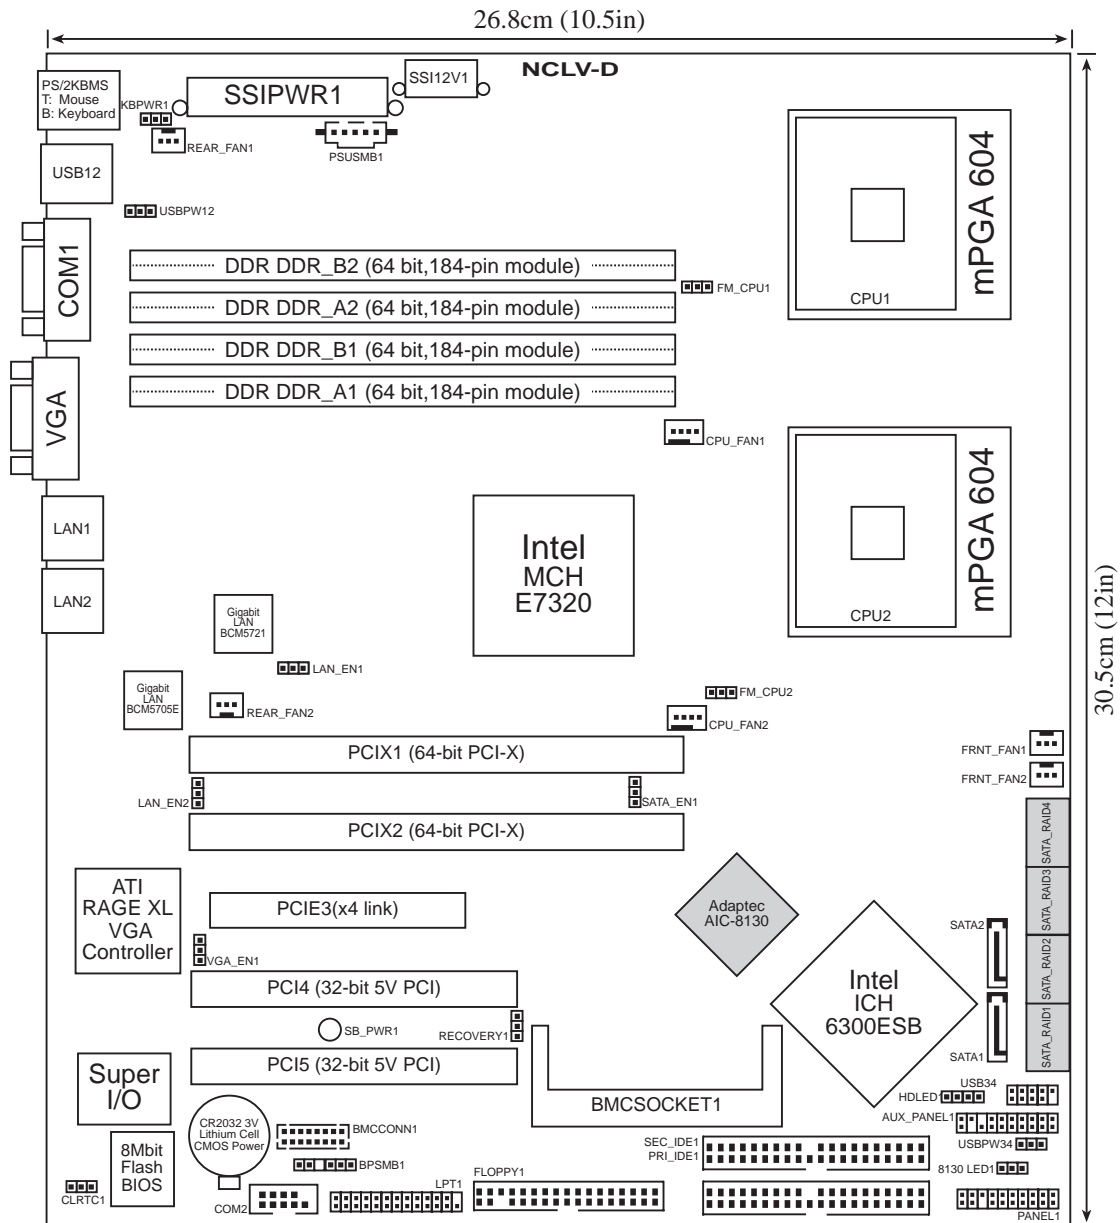 26.8cm (10.5in)
NCLV-D
PS/2KBMS
T: Mouse
B: Keyboard
KBPWR1
SSIPWR1
SSI12V1
REAR_FAN1
PSUSMB1
USB12
USBPW12
COM1
DDR DDR_B2 (64 bit,184-pin module)
FM_CPU1
DDR DDR_A2 (64 bit,184-pin module)
DDR DDR_B1 (64 bit,184-pin module)
DDR DDR_A1 (64 bit,184-pin module)
CPU1
mPGA 604
VGA
CPU_FAN1
LAN1
LAN2
Intel
MCH
E7320
CPU2
mPGA 604
30.5cm (12in)
Gigabit
LAN
BCM5721
LAN_EN1
Gigabit
LAN
BCM5705E
REAR_FAN2
FM_CPU2
CPU_FAN2
PCIX1 (64-bit PCI-X)
FRNT_FAN1
FRNT_FAN2
LAN_EN2
SATA_EN1
PCIX2 (64-bit PCI-X)
SATA_RAID4
SATA_RAID3
SATA_RAID2
SATA_RAID1
ATI
RAGE XL
VGA
Controller
PCIE3(x4 link)
Adaptec
AIC-8130
SATA2
VGA_EN1
PCI4 (32-bit 5V PCI)
Intel
ICH
6300ESB
SB_PWR1
RECOVERY1
SATA1
PCI5 (32-bit 5V PCI)
Super
I/O
BMCSOCKET1
USB34
HDLED1
AUX_PANEL1
CR2032 3V
Lithium Cell
CMOS Power
BMCCONN1
8Mbit
Flash
BIOS
SEC_IDE1
PRI_IDE1
USBPW34
BPSMB1
FLOPPY1
8130 LED1
CLRTC1
COM2
LPT1
PANEL1